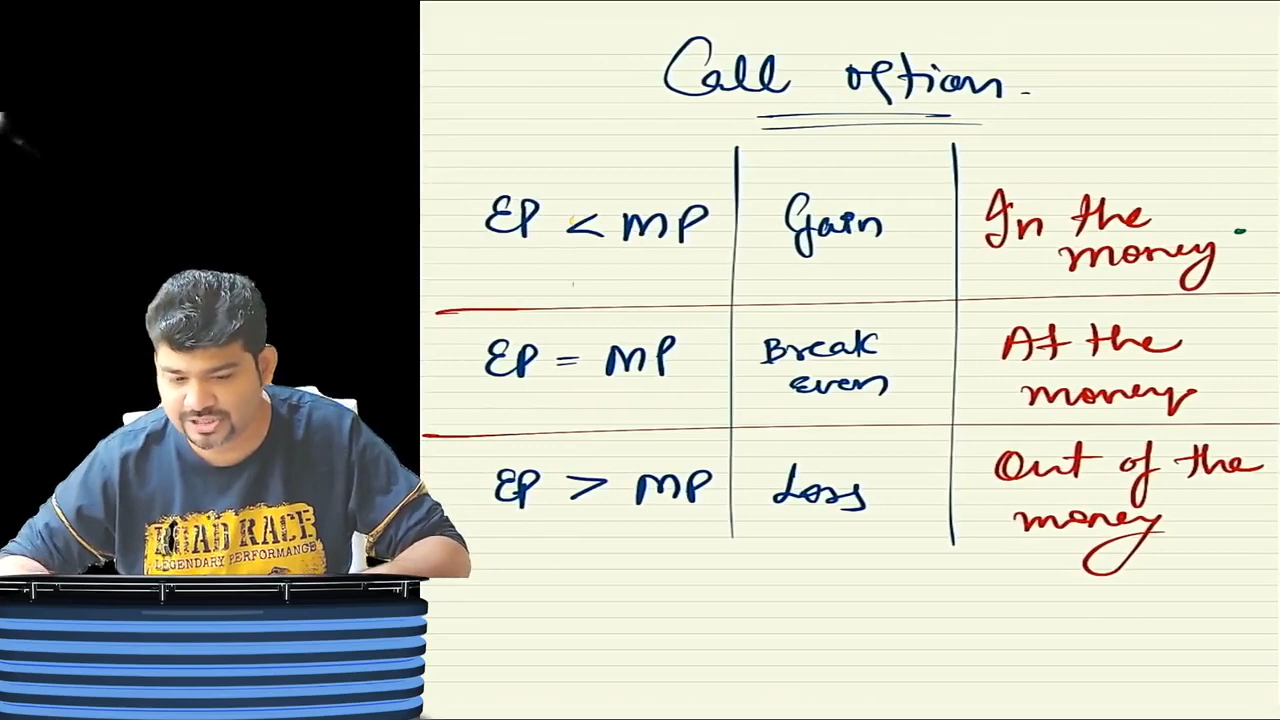 Call option.
EP < MP
Gain
In the
money.
EP = MP
Break
even
At the
money
EP > MP
Loss
Out of the
money
ROAD RACE
LEGENDARY PERFORMANCE